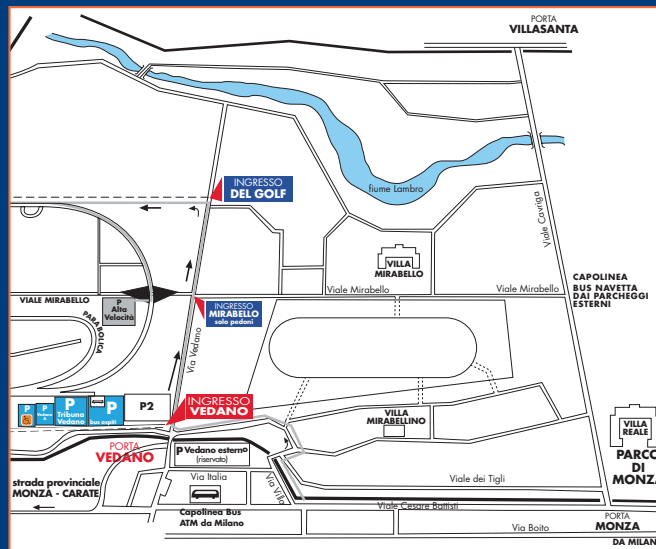 PORTA
VILLASANTA
fiume Lambro
INGRESSO
DEL GOLF
Viale Cavriga
VILLA
MIRABELLO
Viale Mirabello
Viale Mirabello
CAPOLINEA
BUS NAVETTA
DAI PARCHEGGI
ESTERNI
VIALE MIRABELLO
P
Alta
Velocità
INGRESSO
MIRABELLO
solo pedoni
PARABOLICA
Via Vedano
P
P
P
Tribuna
Vedano
P
bus ospiti
P2
INGRESSO
VEDANO
VILLA
MIRABELLINO
VILLA
REALE
PARCO
DI
MONZA
PORTA
VEDANO
P Vedano esterno
(riservato)
strada provinciale
MONZA - CARATE
Via Italia
Via Villa
Viale dei Tigli
Capolinea Bus
ATM da Milano
Viale Cesare Battisti
Via Boito
PORTA
MONZA
DA MILAN